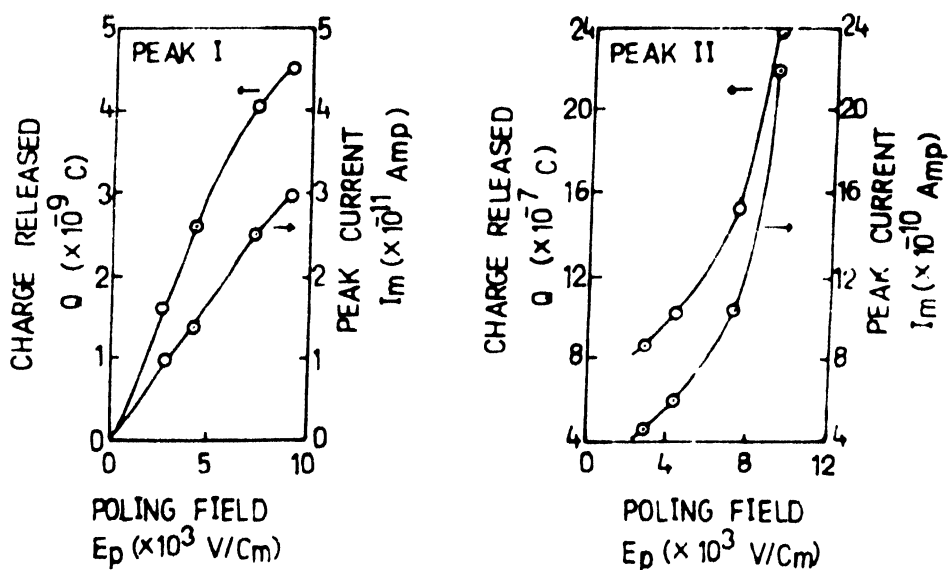 PEAK I
5
4
3
2
1
0
5
4
3
2
1
0
0
5
10
CHARGE RELEASED
Q (×10⁻⁹ C)
PEAK CURRENT
Im (×10⁻¹¹ Amp)
POLING FIELD
Ep (×10³ V/Cm)
PEAK II
24
20
16
12
8
4
24
20
16
12
8
4
0
4
8
12
CHARGE RELEASED
Q (×10⁻⁷ C)
PEAK CURRENT
Im (×10⁻¹⁰ Amp)
POLING FIELD
Ep (×10³ V/Cm)